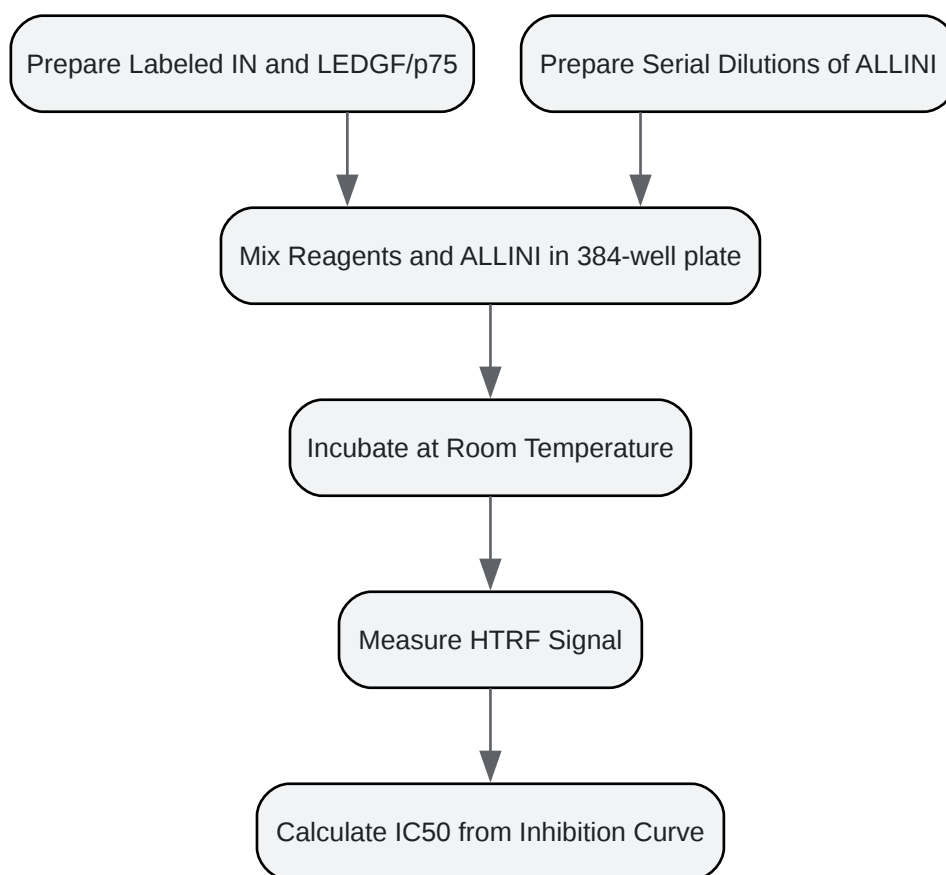 Prepare Labeled IN and LEDGF/p75
Prepare Serial Dilutions of ALLINI
Mix Reagents and ALLINI in 384-well plate
Incubate at Room Temperature
Measure HTRF Signal
Calculate IC50 from Inhibition Curve